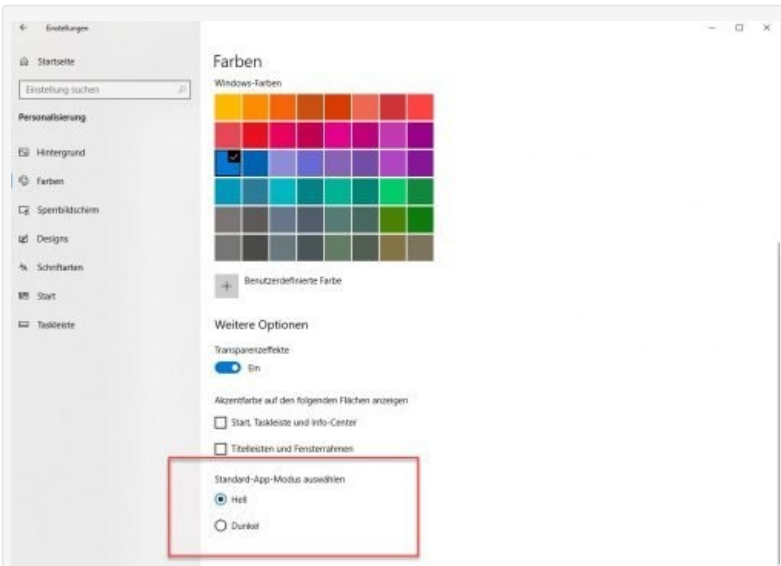 Einstellungen
Startseite
Einstellung suchen
Personalisierung
Hintergrund
Farben
Sperrbildschirm
Designs
Schriftarten
Start
Taskleiste
Farben
Windows-Farben
Benutzerdefinierte Farbe
Weitere Optionen
Transparenzeffekte
Ein
Akzentfarbe auf den folgenden Flächen anzeigen
Start, Taskleiste und Info-Center
Titelleisten und Fensterrahmen
Standard-App-Modus auswählen
Hell
Dunkel